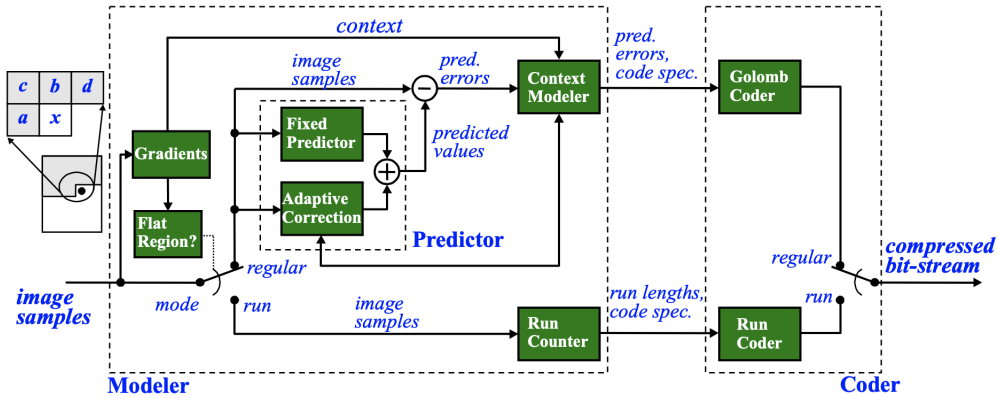 context
image
samples
pred.
errors
pred.
errors,
code spec.
c b d
a x
Context
Modeler
Golomb
Coder
Fixed
Predictor
predicted
values
Gradients
Adaptive
Correction
Flat
Region?
Predictor
regular
mode
run
image
samples
image
samples
Run
Counter
run lengths,
code spec.
Run
Coder
regular
run
compressed
bit-stream
Modeler
Coder